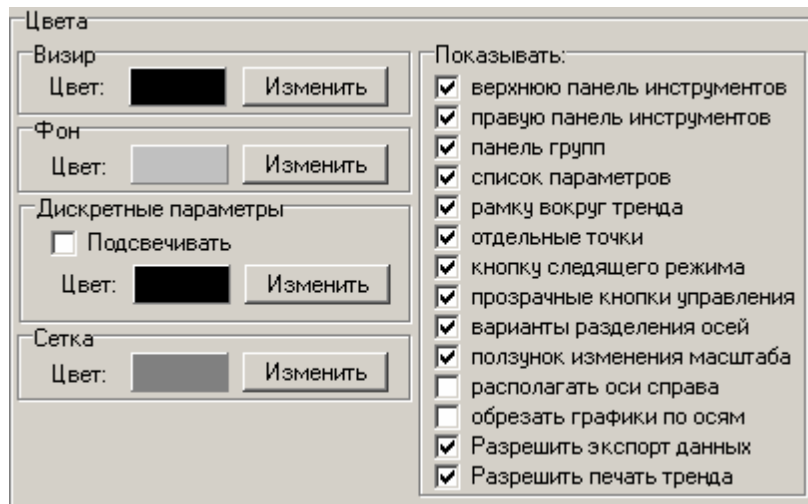 Цвета
Визир
Цвет: Изменить
Фон
Цвет: Изменить
Дискретные параметры
Подсвечивать
Цвет: Изменить
Сетка
Цвет: Изменить
Показывать:
верхнюю панель инструментов
правую панель инструментов
панель групп
список параметров
рамку вокруг тренда
отдельные точки
кнопку следящего режима
прозрачные кнопки управления
варианты разделения осей
ползунок изменения масштаба
располагать оси справа
обрезать графики по осям
Разрешить экспорт данных
Разрешить печать тренда